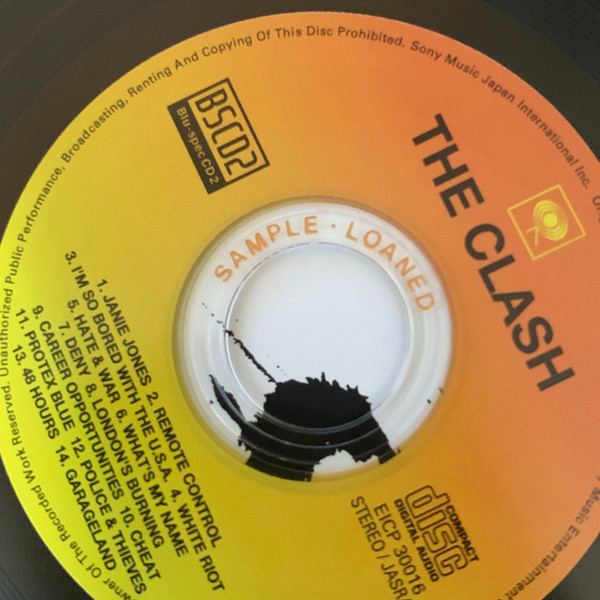 Unauthorized Public Performance, Broadcasting, Renting And Copying Of This Disc Prohibited. Sony Music Japan International Inc.
BSCD2
Blu-spec CD2
THE CLASH
SAMPLE · LOANED
1. JANIE JONES 2. REMOTE CONTROL
3. I'M SO BORED WITH THE U.S.A. 4. WHITE RIOT
5. HATE & WAR 6. WHAT'S MY NAME
7. DENY 8. LONDON'S BURNING
9. CAREER OPPORTUNITIES 10. CHEAT
11. PROTEX BLUE 12. POLICE & THIEVES
13. 48 HOURS 14. GARAGELAND
COMPACT
disc
DIGITAL AUDIO
EICP 30016
STEREO / JASRA
Music Entertainment
wner Of The Recorded Work Reserved.